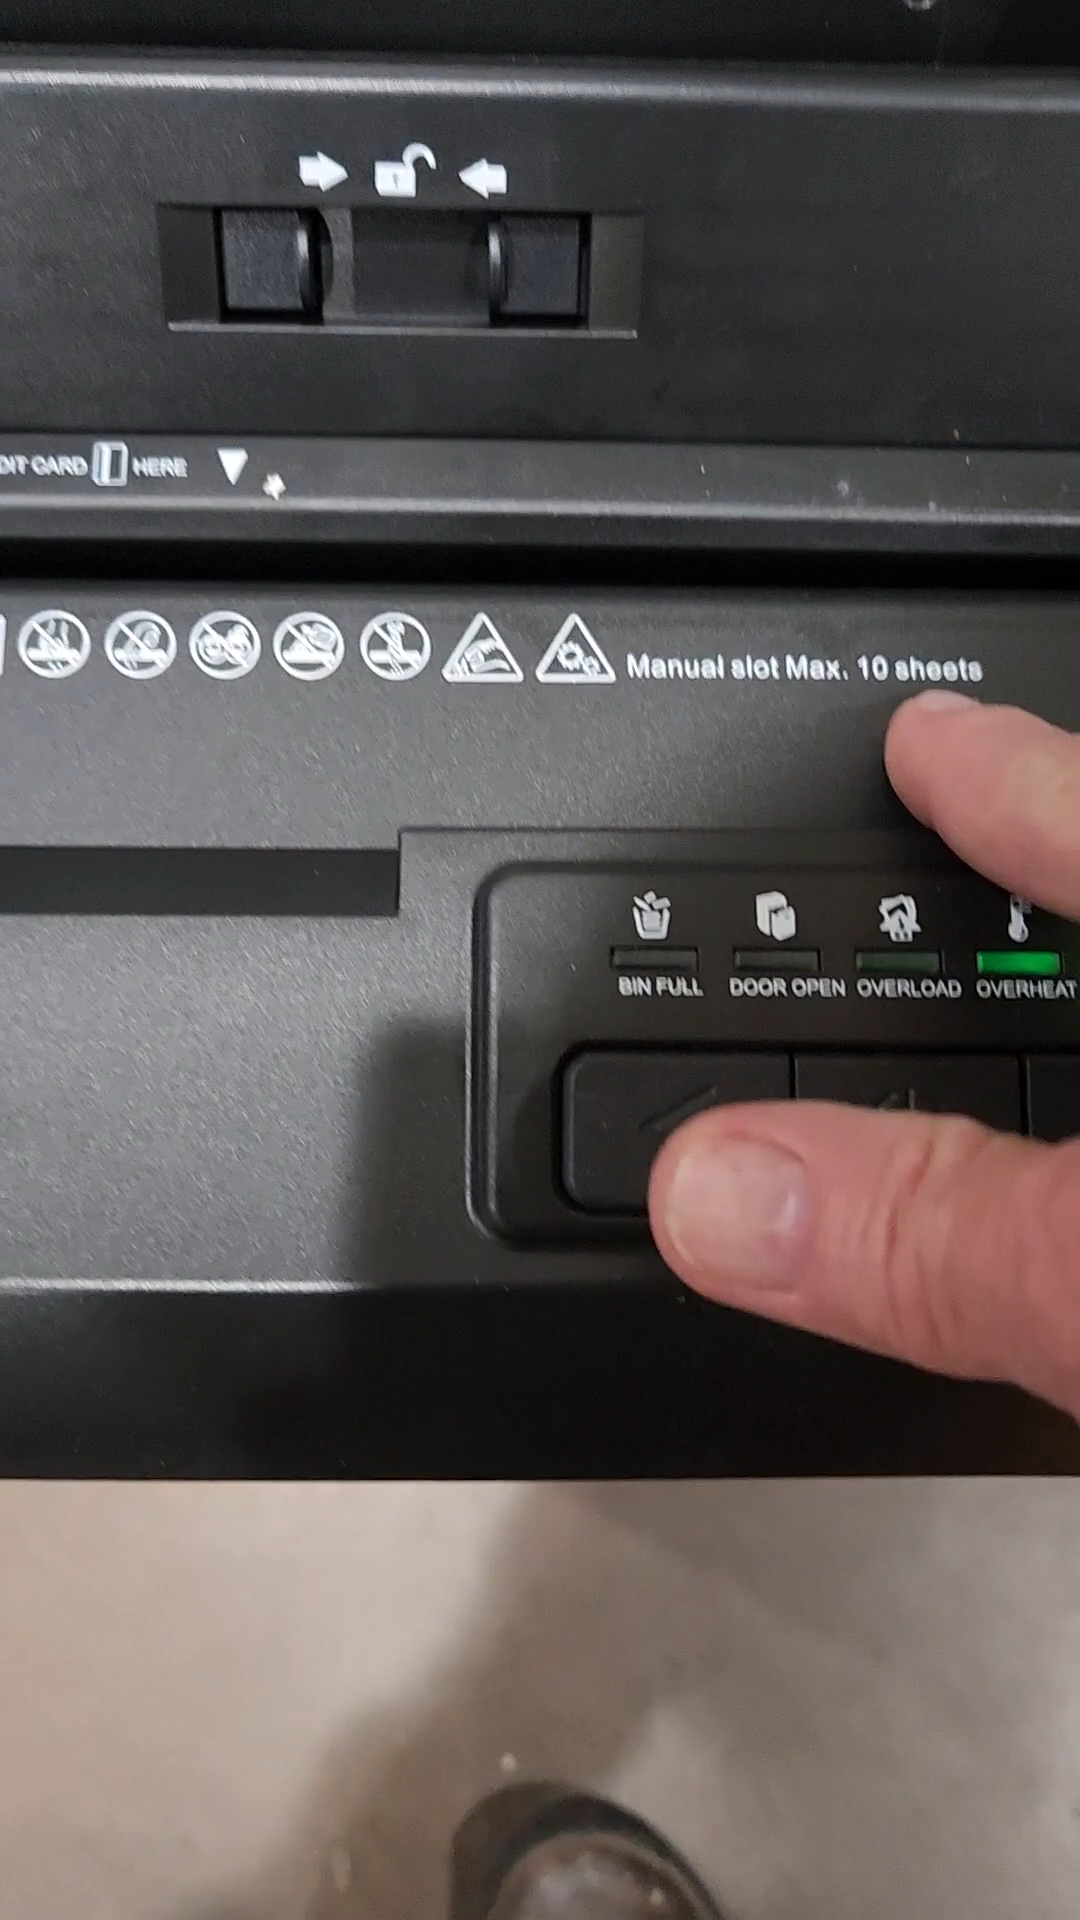 DIT CARD HERE
Manual slot Max. 10 sheets
BIN FULL DOOR OPEN OVERLOAD OVERHEAT